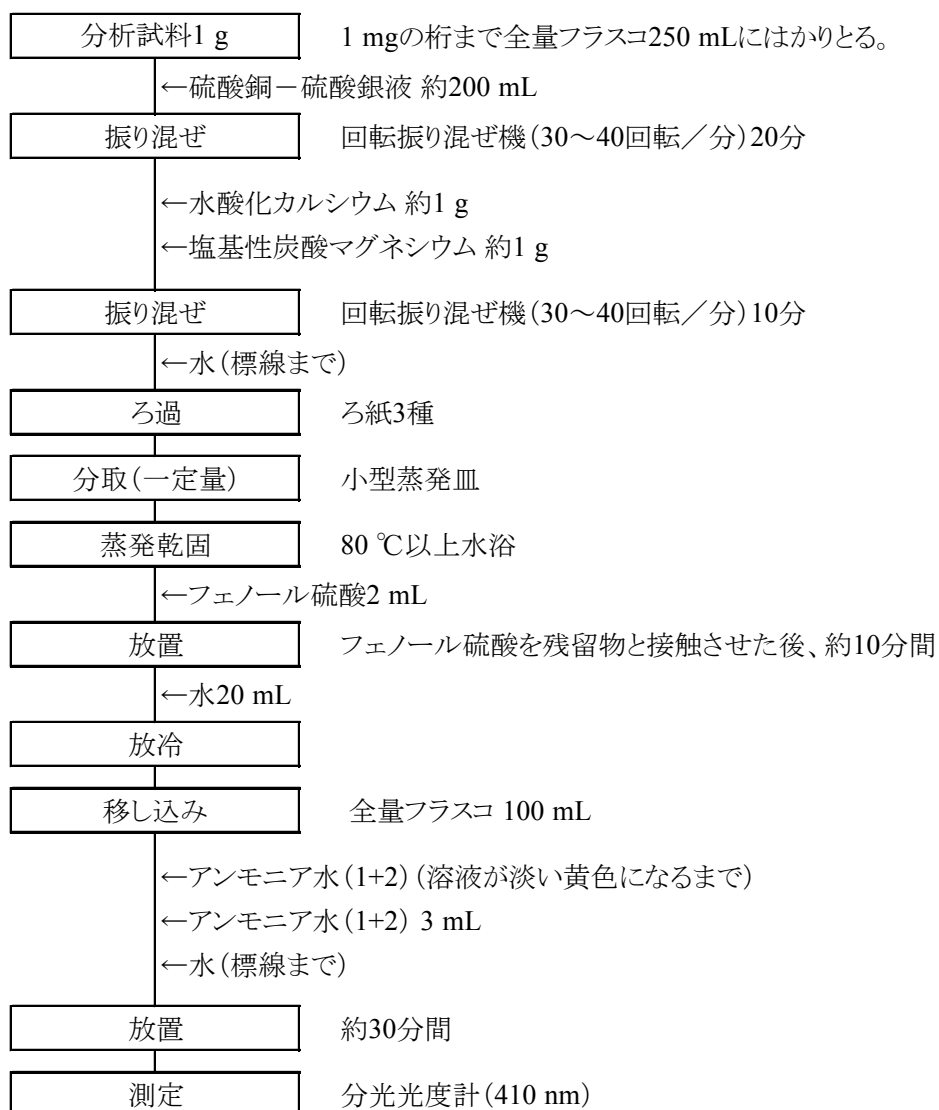 分析試料1 g 1 mgの桁まで全量フラスコ250 mLにはかりとる。
←硫酸銅－硫酸銀液 約200 mL
振り混ぜ 回転振り混ぜ機(30～40回転／分)20分
←水酸化カルシウム 約1 g
←塩基性炭酸マグネシウム 約1 g
振り混ぜ 回転振り混ぜ機(30～40回転／分)10分
←水(標線まで)
ろ過 ろ紙3種
分取(一定量) 小型蒸発皿
蒸発乾固 80 ℃以上水浴
←フェノール硫酸2 mL
放置 フェノール硫酸を残留物と接触させた後、約10分間
←水20 mL
放冷
移し込み 全量フラスコ 100 mL
←アンモニア水(1+2)(溶液が淡い黄色になるまで)
←アンモニア水(1+2) 3 mL
←水(標線まで)
放置 約30分間
測定 分光光度計(410 nm)